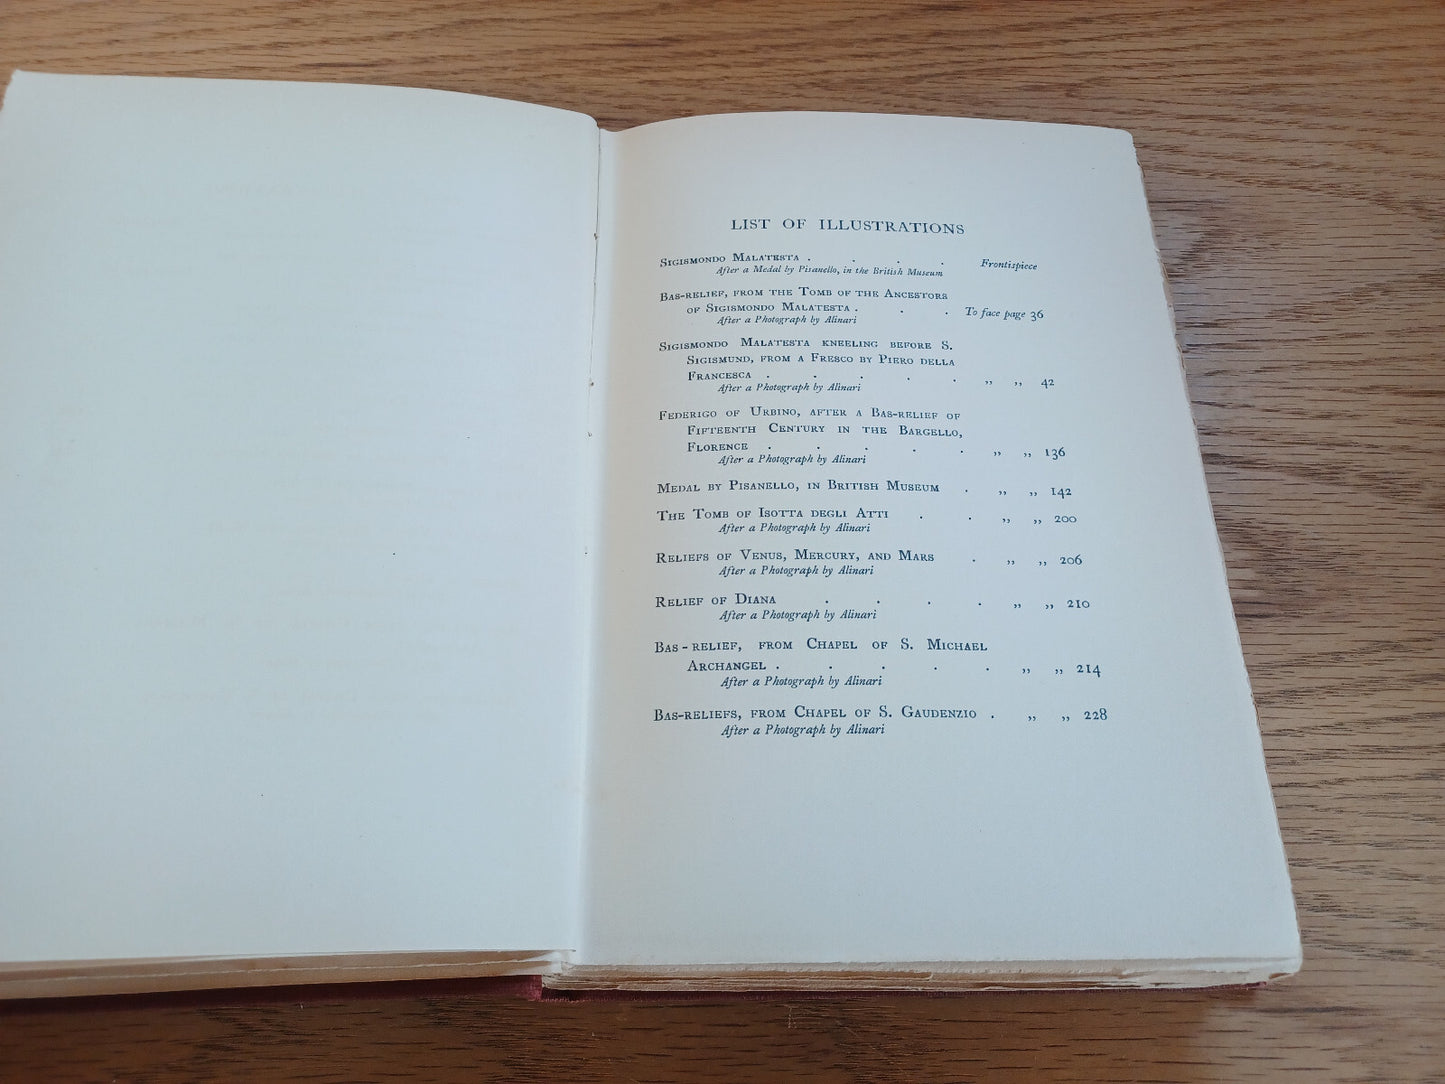 LIST OF ILLUSTRATIONS
SIGISMONDO MALATESTA . . . . Frontispiece
After a Medal by Pisanello, in the British Museum
BAS-RELIEF, FROM THE TOMB OF THE ANCESTORS
OF SIGISMONDO MALATESTA . . . To face page 36
After a Photograph by Alinari
SIGISMONDO MALATESTA KNEELING BEFORE S.
SIGISMUND, FROM A FRESCO BY PIERO DELLA
FRANCESCA . . . . . ,, ,, 42
After a Photograph by Alinari
FEDERIGO OF URBINO, AFTER A BAS-RELIEF OF
FIFTEENTH CENTURY IN THE BARGELLO,
FLORENCE . . . . . ,, ,, 136
After a Photograph by Alinari
MEDAL BY PISANELLO, IN BRITISH MUSEUM . ,, ,, 142
THE TOMB OF ISOTTA DEGLI ATTI . . ,, ,, 200
After a Photograph by Alinari
RELIEFS OF VENUS, MERCURY, AND MARS . ,, ,, 206
After a Photograph by Alinari
RELIEF OF DIANA . . . . ,, ,, 210
After a Photograph by Alinari
BAS-RELIEF, FROM CHAPEL OF S. MICHAEL
ARCHANGEL . . . . . ,, ,, 214
After a Photograph by Alinari
BAS-RELIEFS, FROM CHAPEL OF S. GAUDENZIO . ,, ,, 228
After a Photograph by Alinari